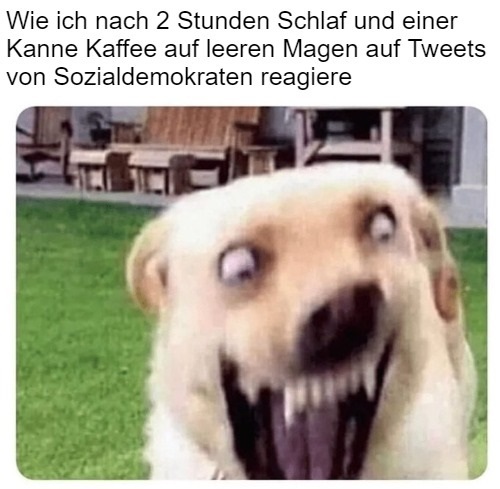 Wie ich nach 2 Stunden Schlaf und einer
Kanne Kaffee auf leeren Magen auf Tweets
von Sozialdemokraten reagiere